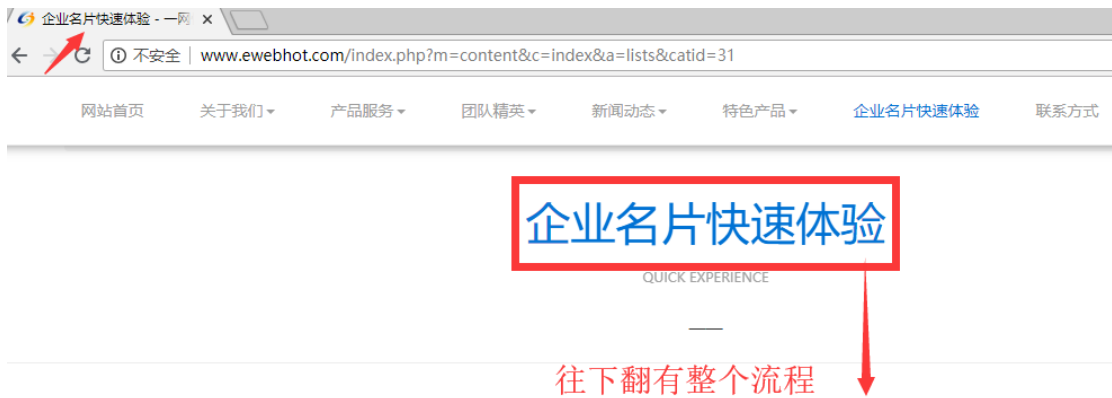 企业名片快速体验 - 一网
不安全 | www.ewebhot.com/index.php?m=content&c=index&a=lists&catid=31
网站首页 关于我们 产品服务 团队精英 新闻动态 特色产品 企业名片快速体验 联系方式
企业名片快速体验
QUICK EXPERIENCE
往下翻有整个流程